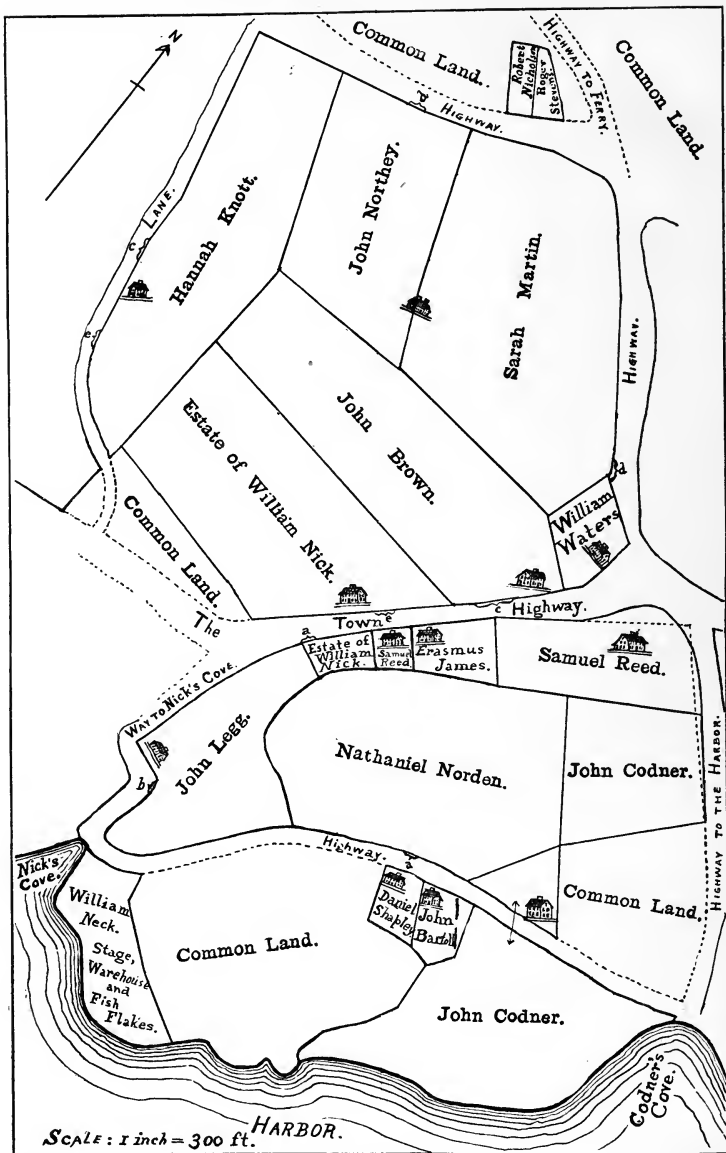 N
Common Land.
Robert
Nicholson
Roger
Stevens.
HIGHWAY TO FERRY.
Common Land.
d
HIGHWAY.
LANE.
c
Hannah Knott.
John Northey.
Sarah Martin.
HIGHWAY.
e
Estate of William Nick.
John Brown.
d
William
Waters
Common Land.
The
Town
e
c
Highway.
a
Estate of
William
Nick.
Samuel
Reed
Erasmus
James.
Samuel Reed.
WAY TO NICK'S COVE.
John Legg.
b
Nathaniel Norden.
John Codner.
HIGHWAY TO THE HARBOR.
Highway.
a
Nick's
Cove.
William
Neck.
Stage,
Warehouse
and
Fish
Flakes.
Common Land.
Daniel
Shapley
John
Bartoll
Common Land.
John Codner.
Codner's
Cove.
HARBOR.
SCALE: 1 inch = 300 ft.